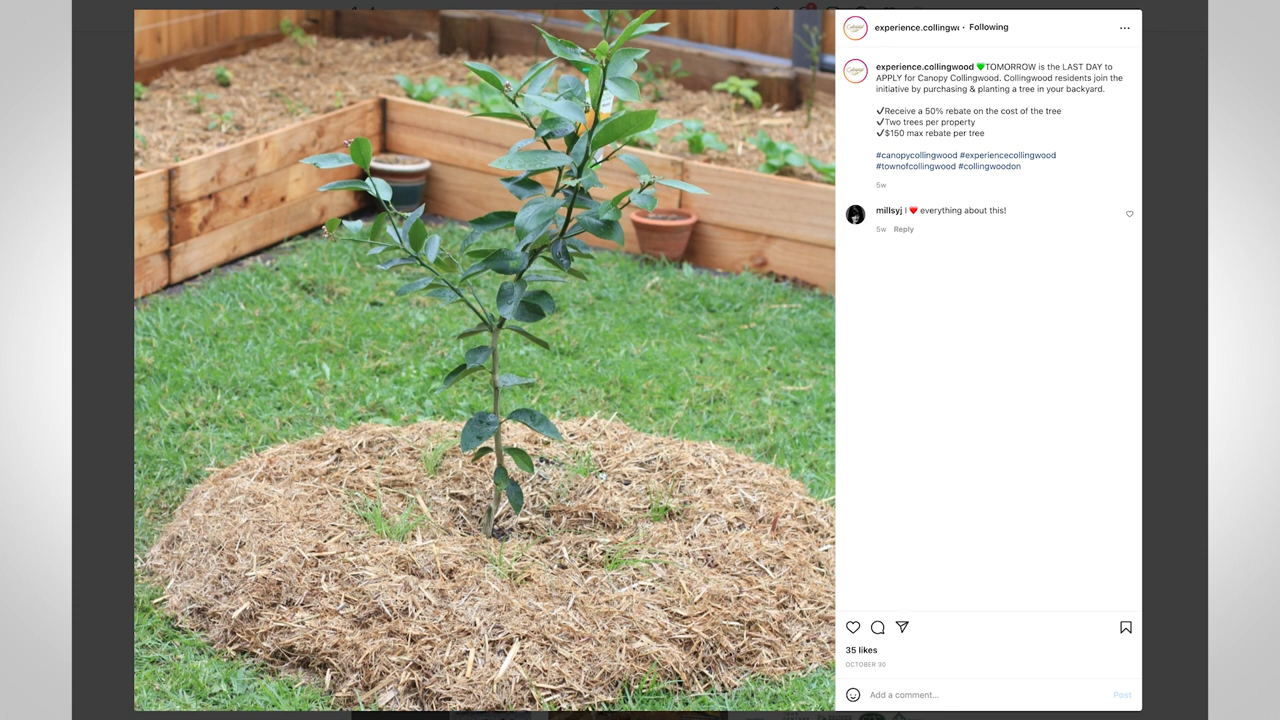 experience.collingw · Following
experience.collingwood 💚TOMORROW is the LAST DAY to
APPLY for Canopy Collingwood. Collingwood residents join the
initiative by purchasing & planting a tree in your backyard.
✔Receive a 50% rebate on the cost of the tree
✔Two trees per property
✔$150 max rebate per tree
#canopycollingwood #experiencecollingwood
#townofcollingwood #collingwoodon
5w
millsyj I ❤️ everything about this!
5w Reply
35 likes
OCTOBER 30
Add a comment... Post